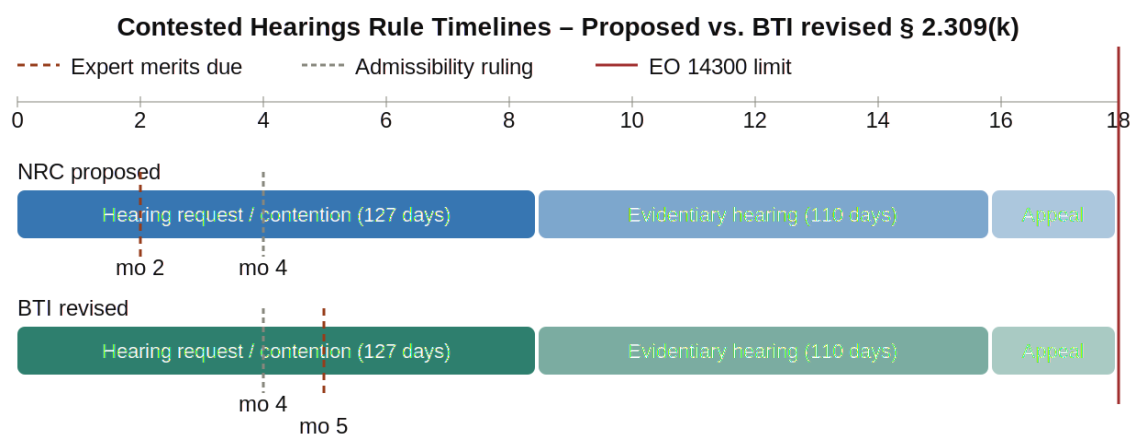 Contested Hearings Rule Timelines – Proposed vs. BTI revised § 2.309(k)
Expert merits due
Admissibility ruling
EO 14300 limit
0 2 4 6 8 10 12 14 16 18
NRC proposed
Hearing request / contention (127 days)
Evidentiary hearing (110 days)
Appeal
mo 2
mo 4
BTI revised
Hearing request / contention (127 days)
Evidentiary hearing (110 days)
Appeal
mo 4
mo 5